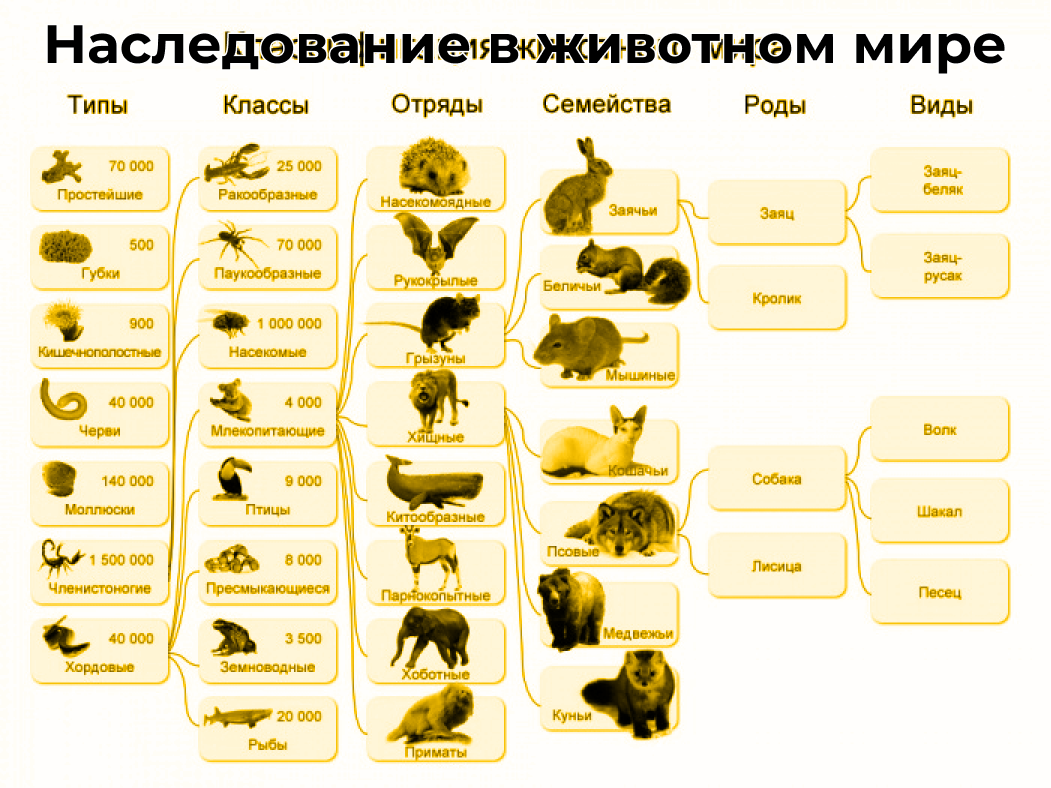 Наследование в животном мире
Типы
Классы
Отряды
Семейства
Роды
Виды
70 000
Простейшие
500
Губки
900
Кишечнополостные
40 000
Черви
140 000
Моллюски
1 500 000
Членистоногие
40 000
Хордовые
25 000
Ракообразные
70 000
Паукообразные
1 000 000
Насекомые
4 000
Млекопитающие
9 000
Птицы
8 000
Пресмыкающиеся
3 500
Земноводные
20 000
Рыбы
Насекомоядные
Рукокрылые
Грызуны
Хищные
Китообразные
Парнокопытные
Хоботные
Приматы
Заячьи
Беличьи
Мышиные
Кошачьи
Псовые
Медвежьи
Куньи
Заяц
Кролик
Собака
Лисица
Заяц-
беляк
Заяц-
русак
Волк
Шакал
Песец